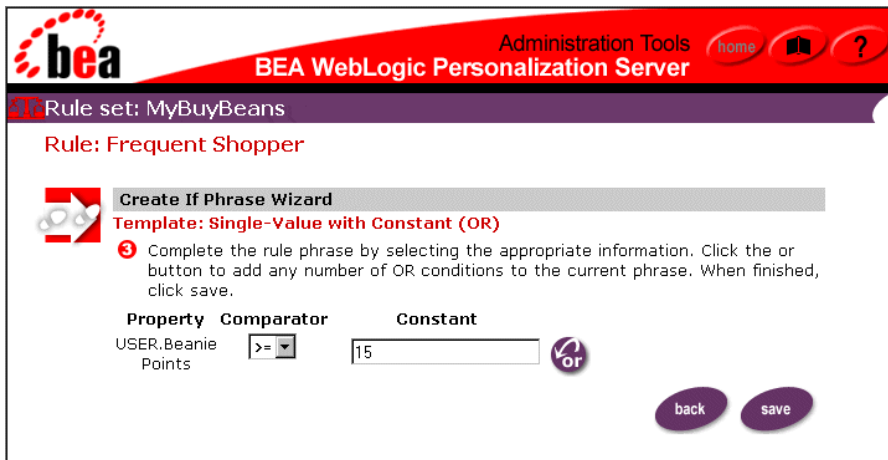 bea
Administration Tools
BEA WebLogic Personalization Server
home
?
Rule set: MyBuyBeans
Rule: Frequent Shopper
Create If Phrase Wizard
Template: Single-Value with Constant (OR)
3 Complete the rule phrase by selecting the appropriate information. Click the or
button to add any number of OR conditions to the current phrase. When finished,
click save.
Property Comparator Constant
USER.Beanie
Points
>=
15
or
back
save